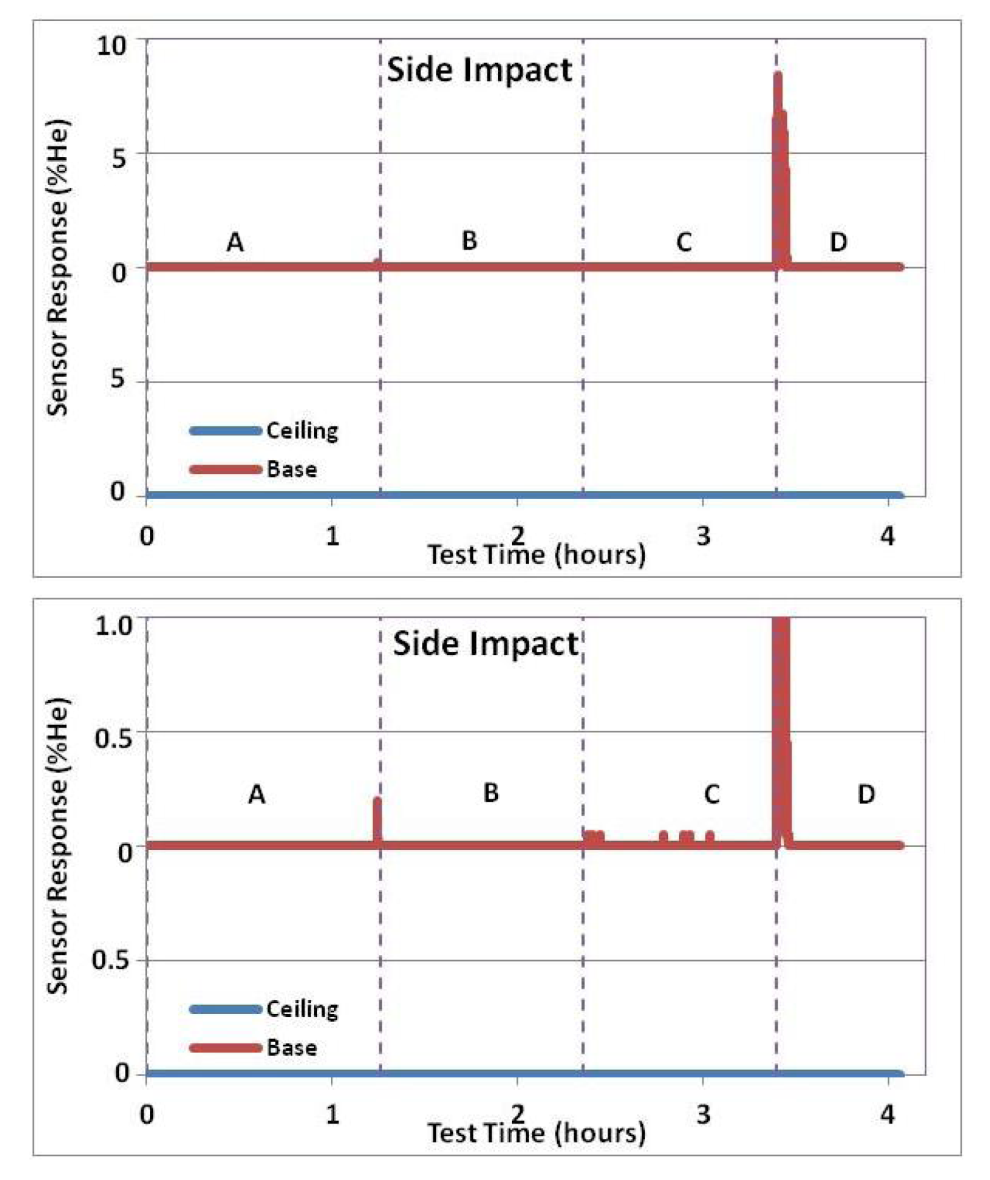 Side Impact
10
5
0
5
0
Sensor Response (%He)
A
B
C
D
Ceiling
Base
0
1
2
3
4
Test Time (hours)
Side Impact
1.0
0.5
0
0.5
0
Sensor Response (%He)
A
B
C
D
Ceiling
Base
0
1
2
3
4
Test Time (hours)